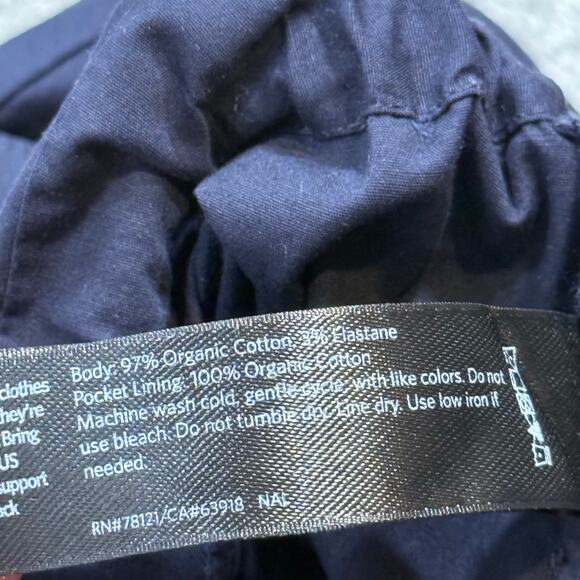 clothes
they're
Bring
US
support
ack
Body: 97% Organic Cotton 3% Elastane
Pocket Lining: 100% Organic Cotton
Machine wash cold, gentle cycle, with like colors. Do not
use bleach. Do not tumble dry. Line dry. Use low iron if
needed.
RN#78121/CA#63918 NAL